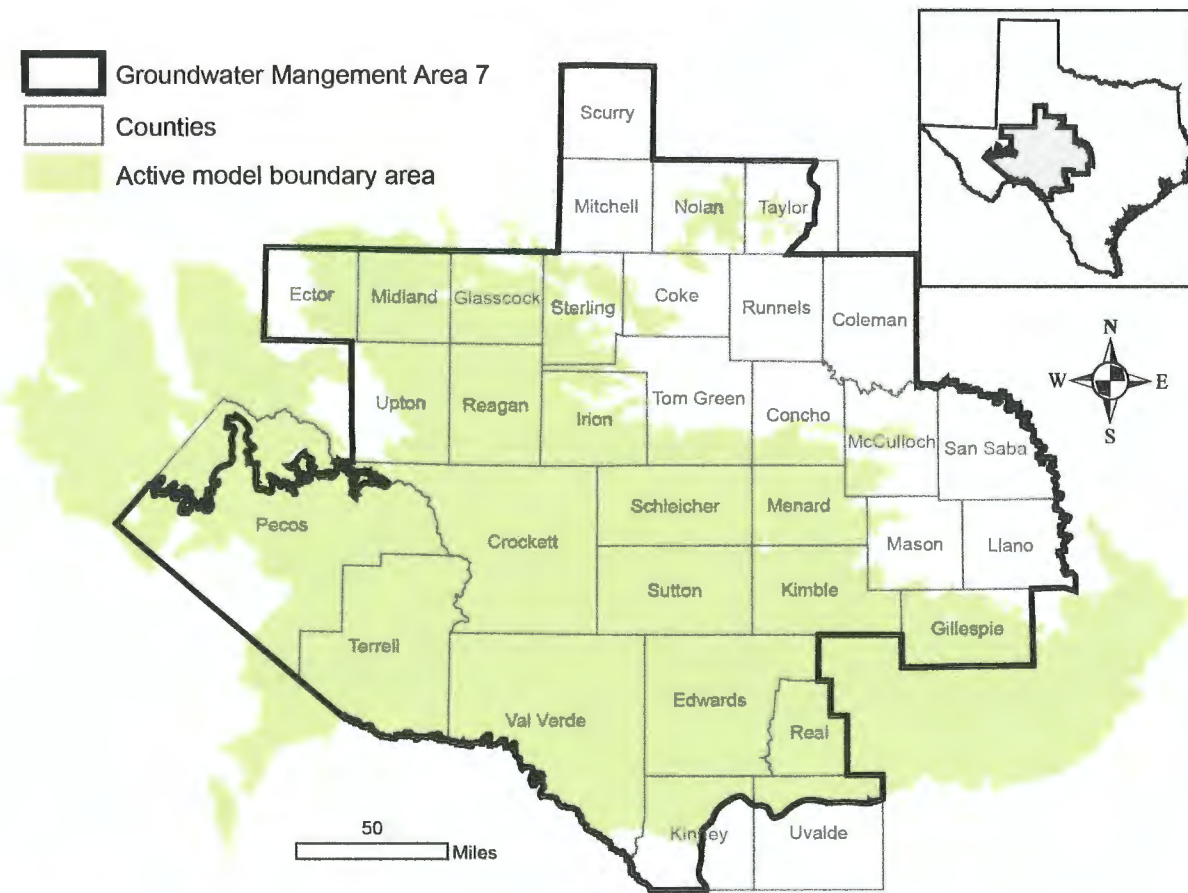 Groundwater Mangement Area 7
Counties
Active model boundary area
Scurry
Mitchell
Nolan
Taylor
Ector
Midland
Glasscock
Sterling
Coke
Runnels
Coleman
Upton
Reagan
Irion
Tom Green
Concho
McCulloch
San Saba
Pecos
Crockett
Schleicher
Menard
Mason
Llano
Sutton
Kimble
Gillespie
Terrell
Val Verde
Edwards
Real
Kinney
Uvalde
N
W
E
S
50
Miles